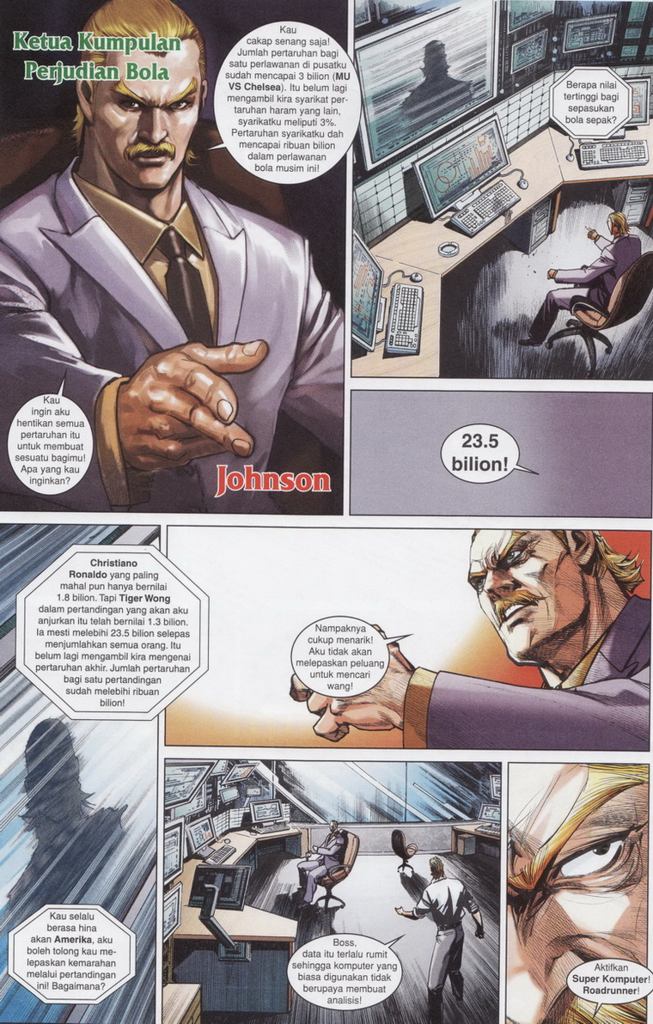 Ketua Kumpulan
Perjudian Bola
Kau
cakap senang saja!
Jumlah pertaruhan bagi
satu perlawanan di pusatku
sudah mencapai 3 bilion (MU
VS Chelsea). Itu belum lagi
mengambil kira syarikat per-
taruhan haram yang lain,
syarikatku meliputi 3%.
Pertaruhan syarikatku dah
mencapai ribuan bilion
dalam perlawanan
bola musim ini!
Kau
ingin aku
hentikan semua
pertaruhan itu
untuk membuat
sesuatu bagimu!
Apa yang kau
inginkan?
Johnson
Berapa nilai
tertinggi bagi
sepasukan
bola sepak?
23.5
bilion!
Christiano
Ronaldo yang paling
mahal pun hanya bernilai
1.8 bilion. Tapi Tiger Wong
dalam pertandingan yang akan aku
anjurkan itu telah bernilai 1.3 bilion.
Ia mesti melebihi 23.5 bilion selepas
menjumlahkan semua orang. Itu
belum lagi mengambil kira mengenai
pertaruhan akhir. Jumlah pertaruhan
bagi satu pertandingan
sudah melebihi ribuan
bilion!
Kau selalu
berasa hina
akan Amerika, aku
boleh tolong kau me-
lepaskan kemarahan
melalui pertandingan
ini! Bagaimana?
Nampaknya
cukup menarik!
Aku tidak akan
melepaskan peluang
untuk mencari
wang!
Boss,
data itu terlalu rumit
sehingga komputer yang
biasa digunakan tidak
berupaya membuat
analisis!
Aktifkan
Super Komputer!
Roadrunner!